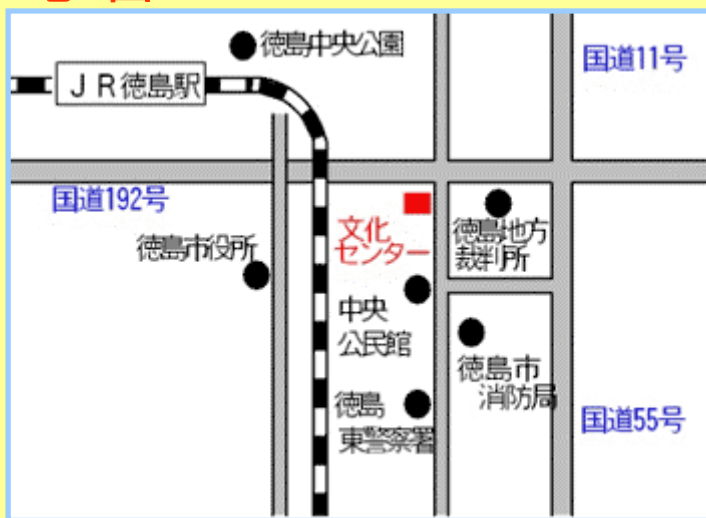 徳島中央公園
国道11号
ＪＲ徳島駅
国道192号
徳島市役所
文化
センター
徳島地方
裁判所
中央
公民館
徳島市
消防局
徳島
東警察署
国道55号